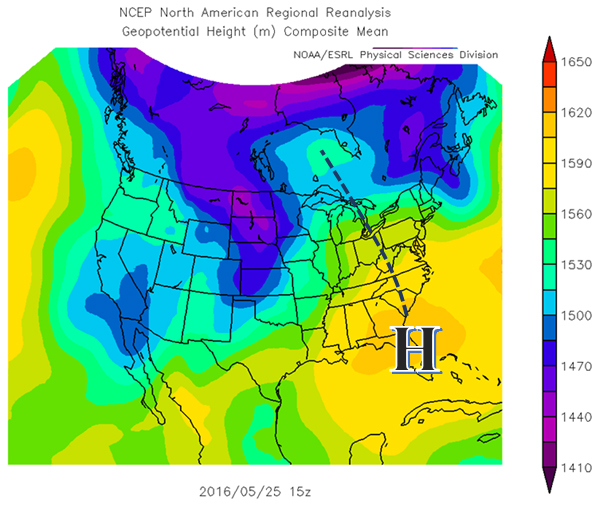 NCEP North American Regional Reanalysis
Geopotential Height (m) Composite Mean
NOAA/ESRL Physical Sciences Division
1650
1620
1590
1560
1530
1500
1470
1440
1410
H
2016/05/25 15z